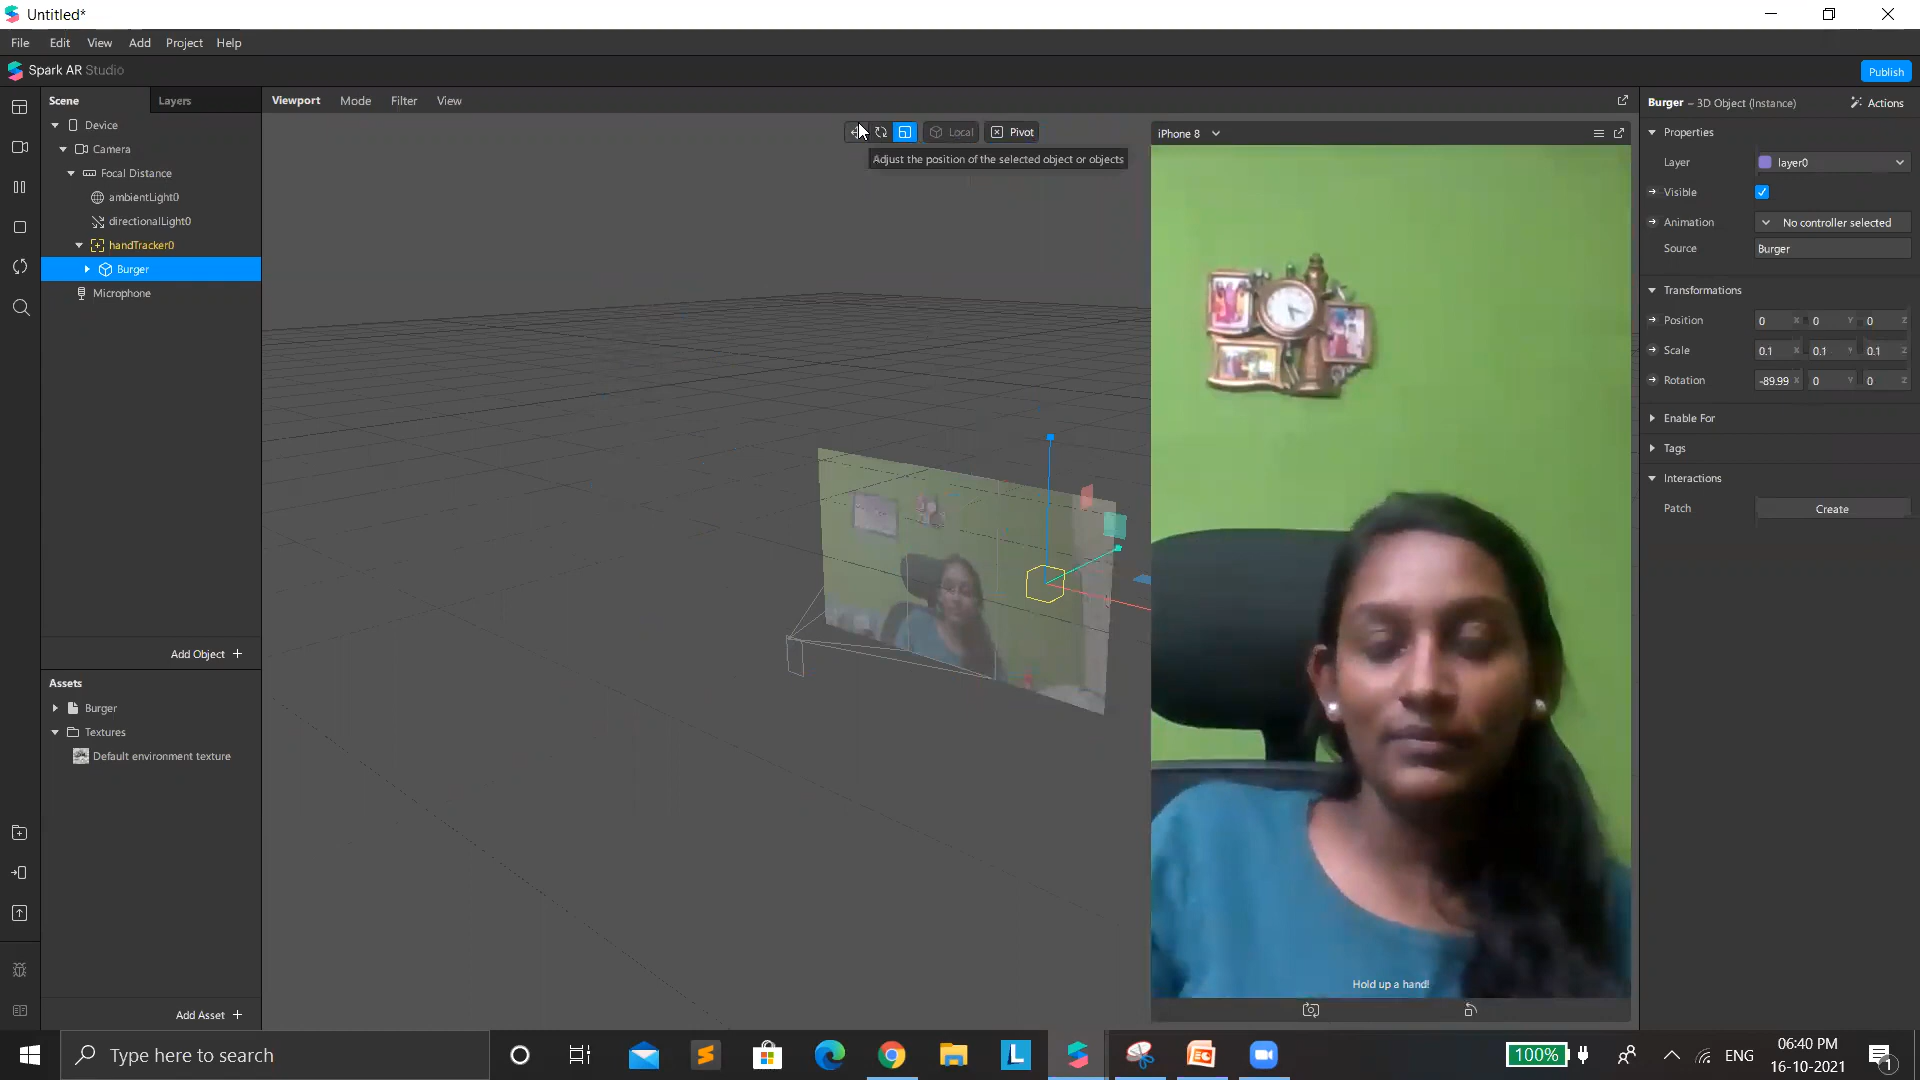 Untitled*
File Edit View Add Project Help
Spark AR Studio
Publish
Scene Layers
Device
Camera
Focal Distance
ambientLight0
directionalLight0
handTracker0
Burger
Microphone
Add Object +
Assets
Burger
Textures
Default environment texture
Add Asset +
Viewport Mode Filter View
Local Pivot
Adjust the position of the selected object or objects
iPhone 8
Hold up a hand!
Burger – 3D Object (Instance) Actions
Properties
Layer layer0
Visible
Animation No controller selected
Source Burger
Transformations
Position 0 X 0 Y 0 Z
Scale 0.1 X 0.1 Y 0.1 Z
Rotation -89.99 X 0 Y 0 Z
Enable For
Tags
Interactions
Patch Create
Type here to search
100%
ENG
06:40 PM
16-10-2021
1